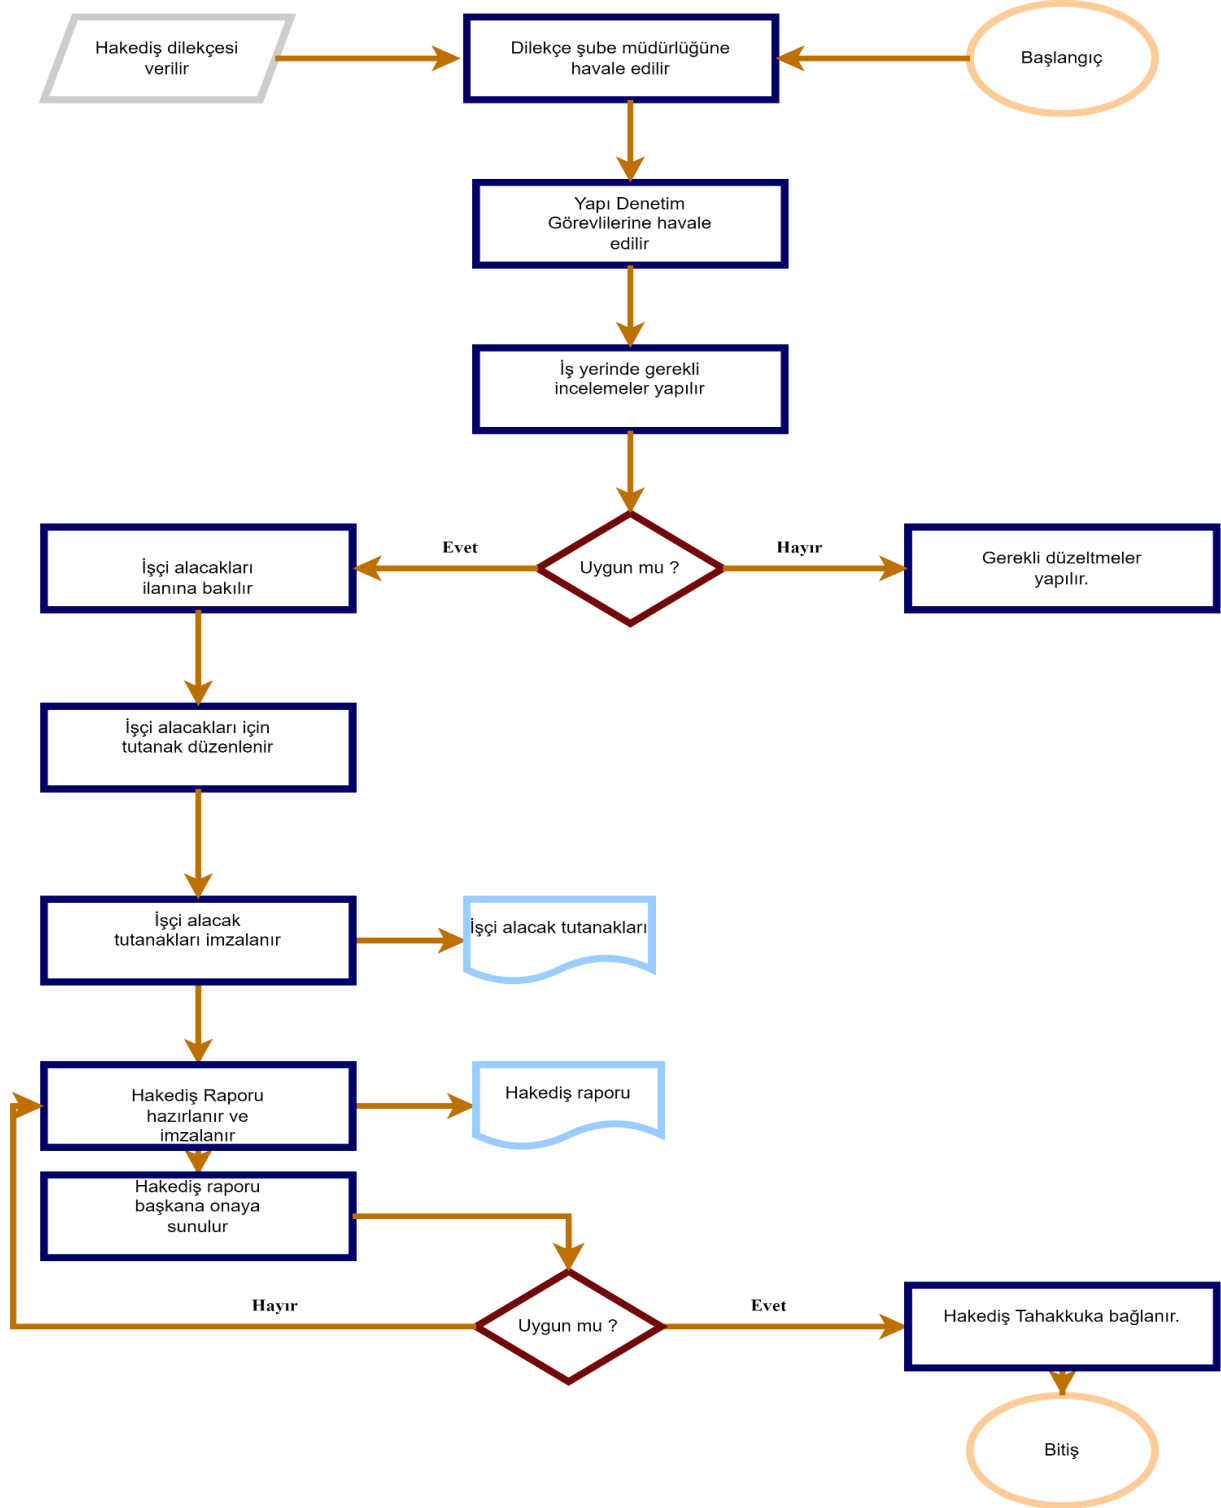 Hakediş dilekçesi
verilir
Dilekçe şube müdürlüğüne
havale edilir
Başlangıç
Yapı Denetim
Görevlilerine havale
edilir
İş yerinde gerekli
incelemeler yapılır
Evet
Uygun mu ?
Hayır
İşçi alacakları
ilanına bakılır
Gerekli düzeltmeler
yapılır.
İşçi alacakları için
tutanak düzenlenir
İşçi alacak
tutanakları imzalanır
İşçi alacak tutanakları
Hakediş Raporu
hazırlanır ve
imzalanır
Hakediş raporu
Hakediş raporu
başkana onaya
sunulur
Hayır
Uygun mu ?
Evet
Hakediş Tahakkuka bağlanır.
Bitiş